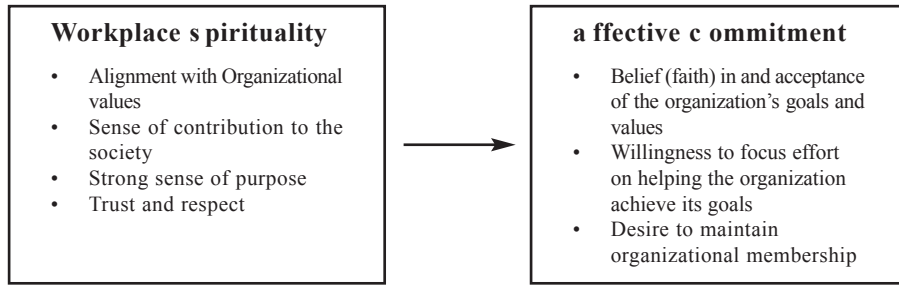 Workplace s pirituality
• Alignment with Organizational
values
• Sense of contribution to the
society
• Strong sense of purpose
• Trust and respect
a ffective c ommitment
• Belief (faith) in and acceptance
of the organization's goals and
values
• Willingness to focus effort
on helping the organization
achieve its goals
• Desire to maintain
organizational membership